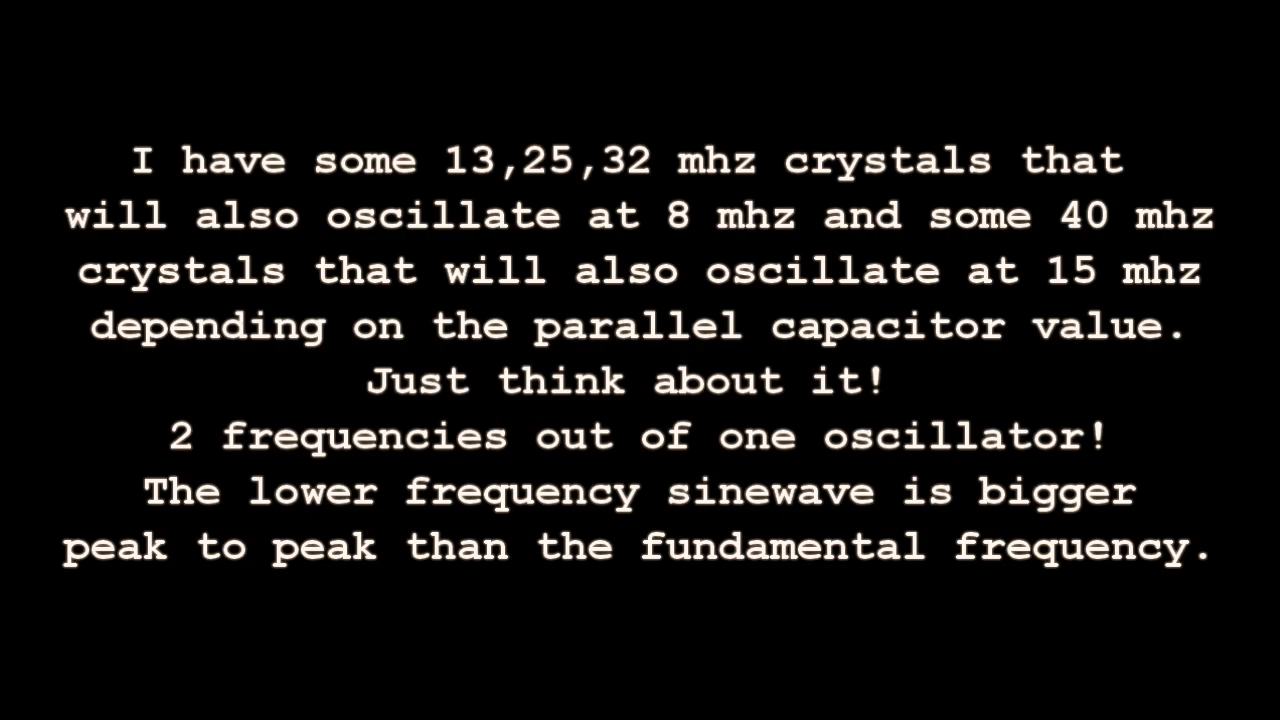 I have some 13,25,32 mhz crystals that
will also oscillate at 8 mhz and some 40 mhz
crystals that will also oscillate at 15 mhz
depending on the parallel capacitor value.
Just think about it!
2 frequencies out of one oscillator!
The lower frequency sinewave is bigger
peak to peak than the fundamental frequency.